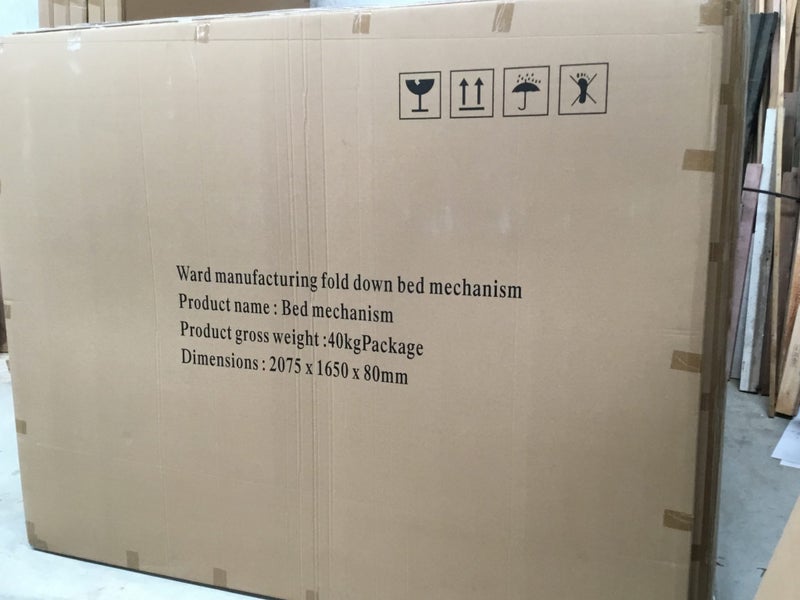 Ward manufacturing fold down bed mechanism
Product name : Bed mechanism
Product gross weight :40kgPackage
Dimensions : 2075 x 1650 x 80mm